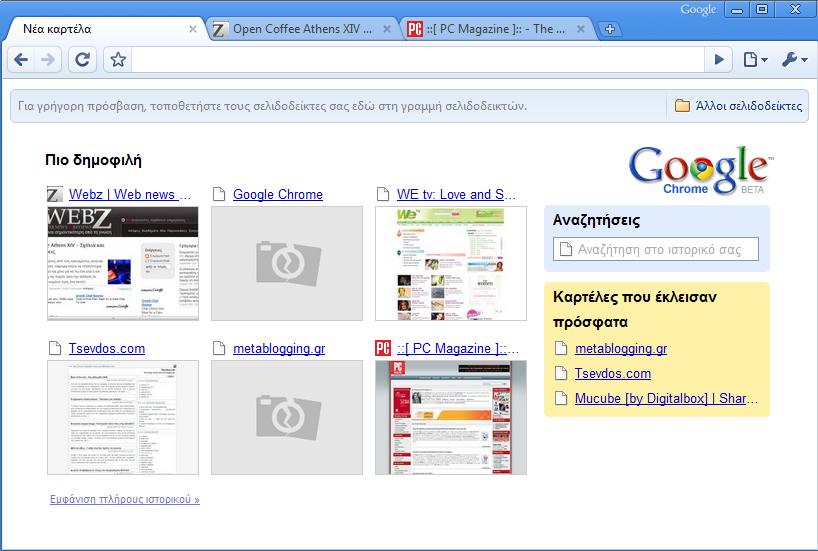 Google
Νέα καρτέλα
Open Coffee Athens XIV ...
::[ PC Magazine ]:: - The ...
Για γρήγορη πρόσβαση, τοποθετήστε τους σελιδοδείκτες σας εδώ στη γραμμή σελιδοδεικτών.
Άλλοι σελιδοδείκτες
Πιο δημοφιλή
Google
Chrome BETA
Webz | Web news ...
Google Chrome
WE tv: Love and S...
WEBZ
Tsevdos.com
metablogging.gr
PC ::[ PC Magazine ]::...
Εμφάνιση πλήρους ιστορικού »
Αναζητήσεις
Αναζήτηση στο ιστορικό σας
Καρτέλες που έκλεισαν
πρόσφατα
metablogging.gr
Tsevdos.com
Mucube [by Digitalbox] | Shar...